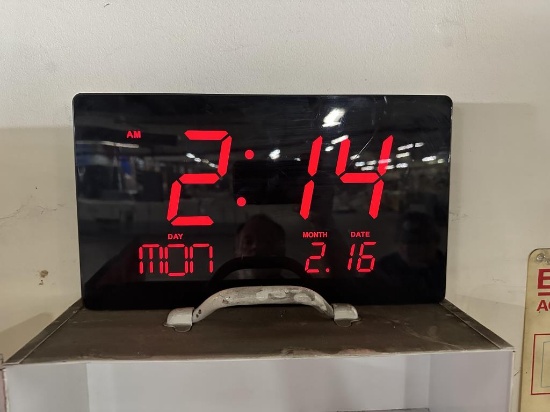 AM
2:14
DAY MONTH DATE
MON 2.16